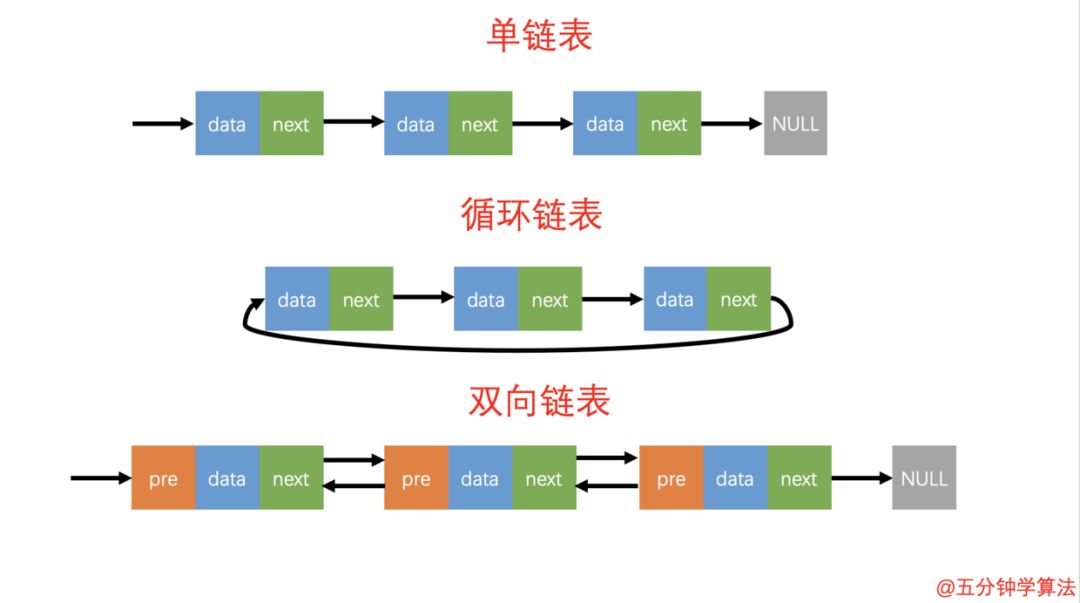 单链表
data next data next data next NULL
循环链表
data next data next data next
双向链表
pre data next pre data next pre data next NULL
@五分钟学算法